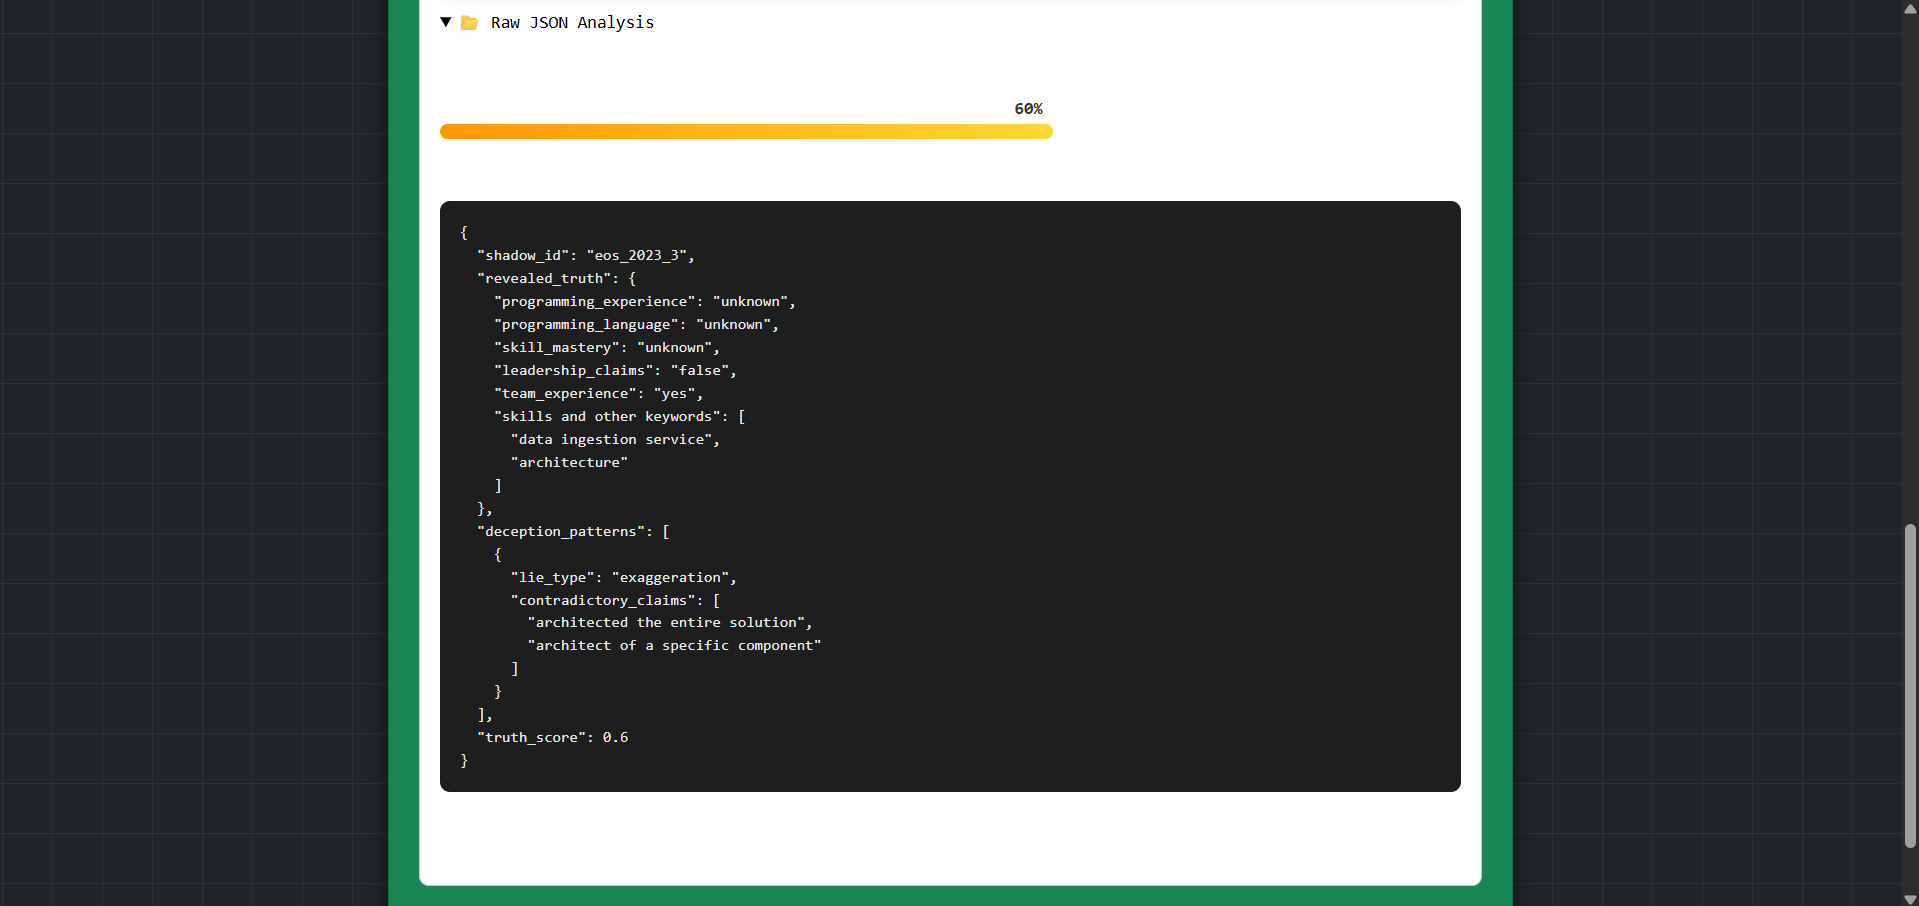 ▼ 📂 Raw JSON Analysis
60%
{
  "shadow_id": "eos_2023_3",
  "revealed_truth": {
    "programming_experience": "unknown",
    "programming_language": "unknown",
    "skill_mastery": "unknown",
    "leadership_claims": "false",
    "team_experience": "yes",
    "skills and other keywords": [
      "data ingestion service",
      "architecture"
    ]
  },
  "deception_patterns": [
    {
      "lie_type": "exaggeration",
      "contradictory_claims": [
        "architected the entire solution",
        "architect of a specific component"
      ]
    }
  ],
  "truth_score": 0.6
}